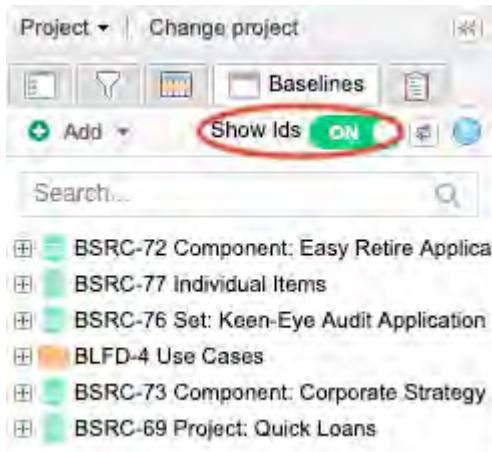 Project Change project
Baselines
Add Show Ids ON
Search...
BSRC-72 Component: Easy Retire Applica
BSRC-77 Individual Items
BSRC-76 Set: Keen-Eye Audit Application
BLFD-4 Use Cases
BSRC-73 Component: Corporate Strategy
BSRC-69 Project: Quick Loans